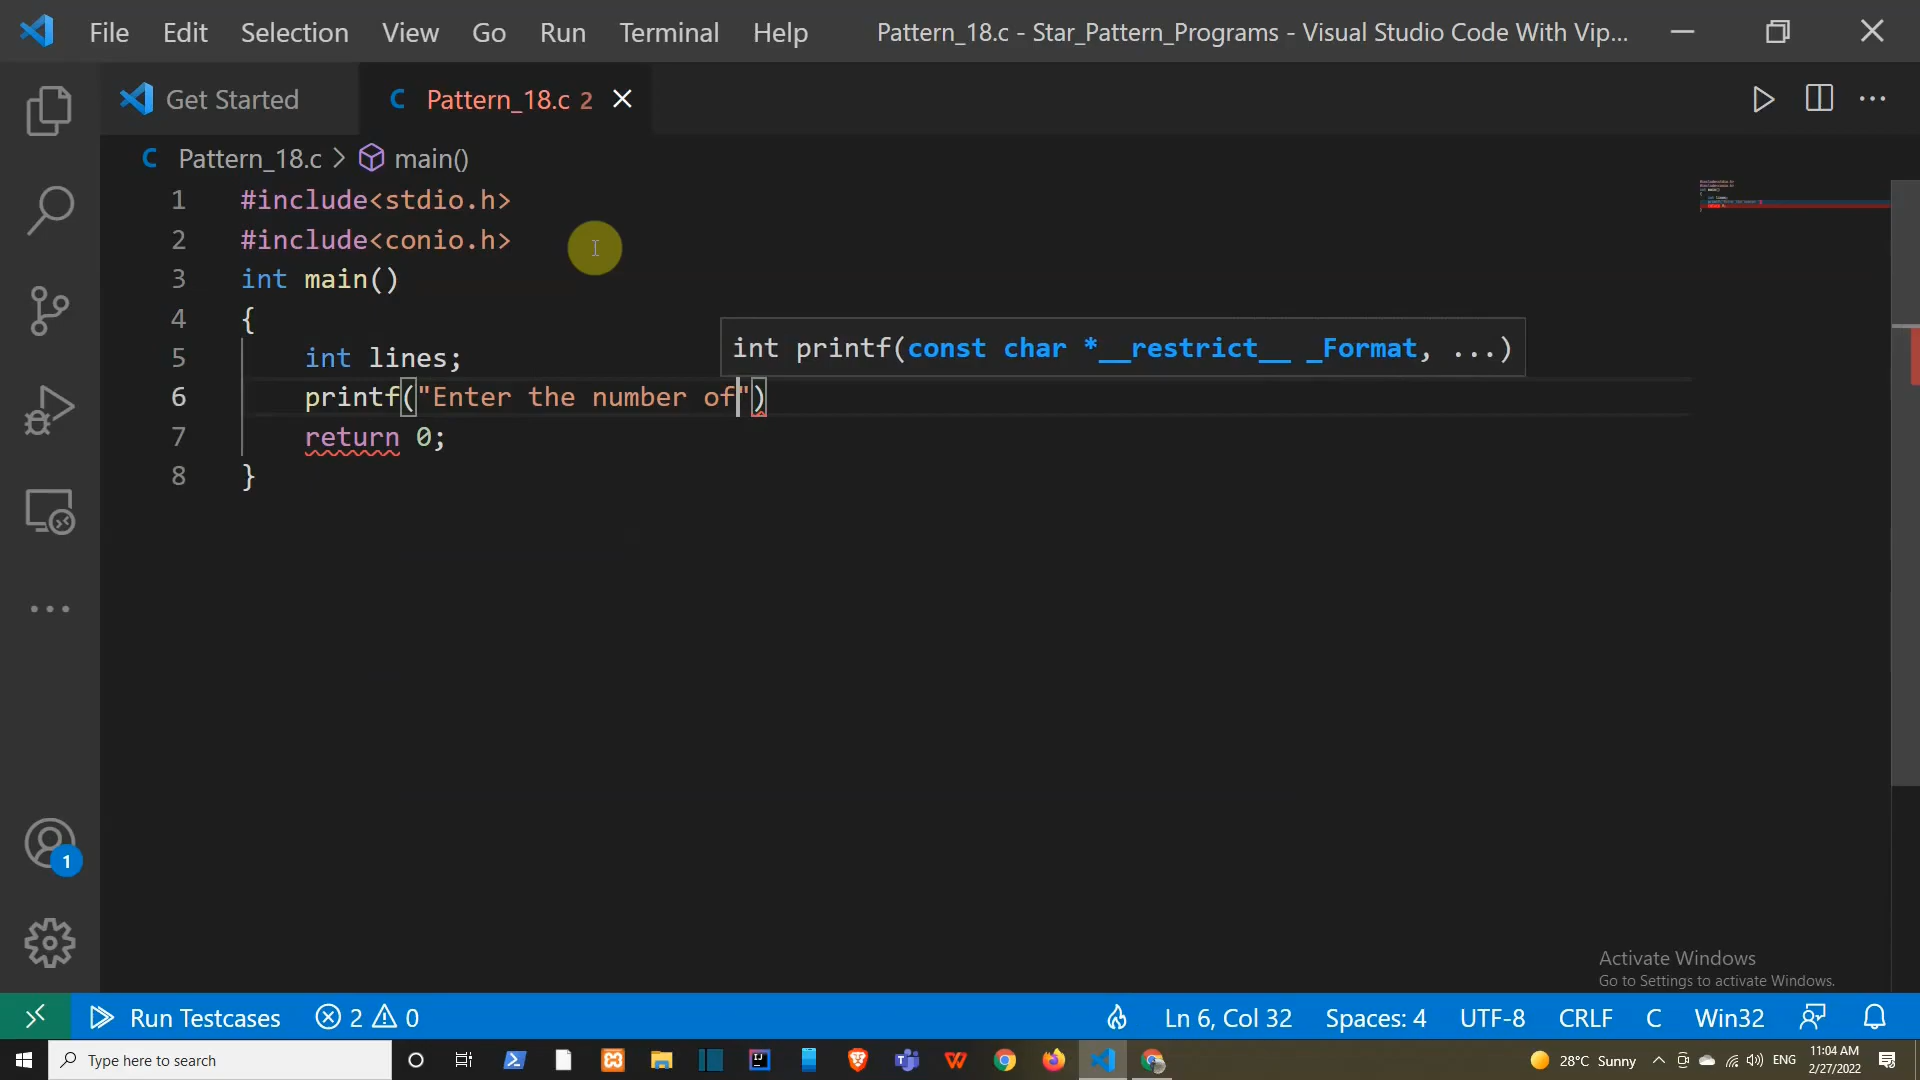 File Edit Selection View Go Run Terminal Help Pattern_18.c - Star_Pattern_Programs - Visual Studio Code With Vip...
Get Started C Pattern_18.c 2
C Pattern_18.c > main()
1 #include<stdio.h>
2 #include<conio.h>
3 int main()
4 {
int printf(const char *__restrict__ _Format, ...)
5 int lines;
6 printf("Enter the number of")
7 return 0;
8 }
1
Activate Windows
Go to Settings to activate Windows.
Run Testcases 2 0 Ln 6, Col 32 Spaces: 4 UTF-8 CRLF C Win32
Type here to search 28°C Sunny ENG 11:04 AM
2/27/2022